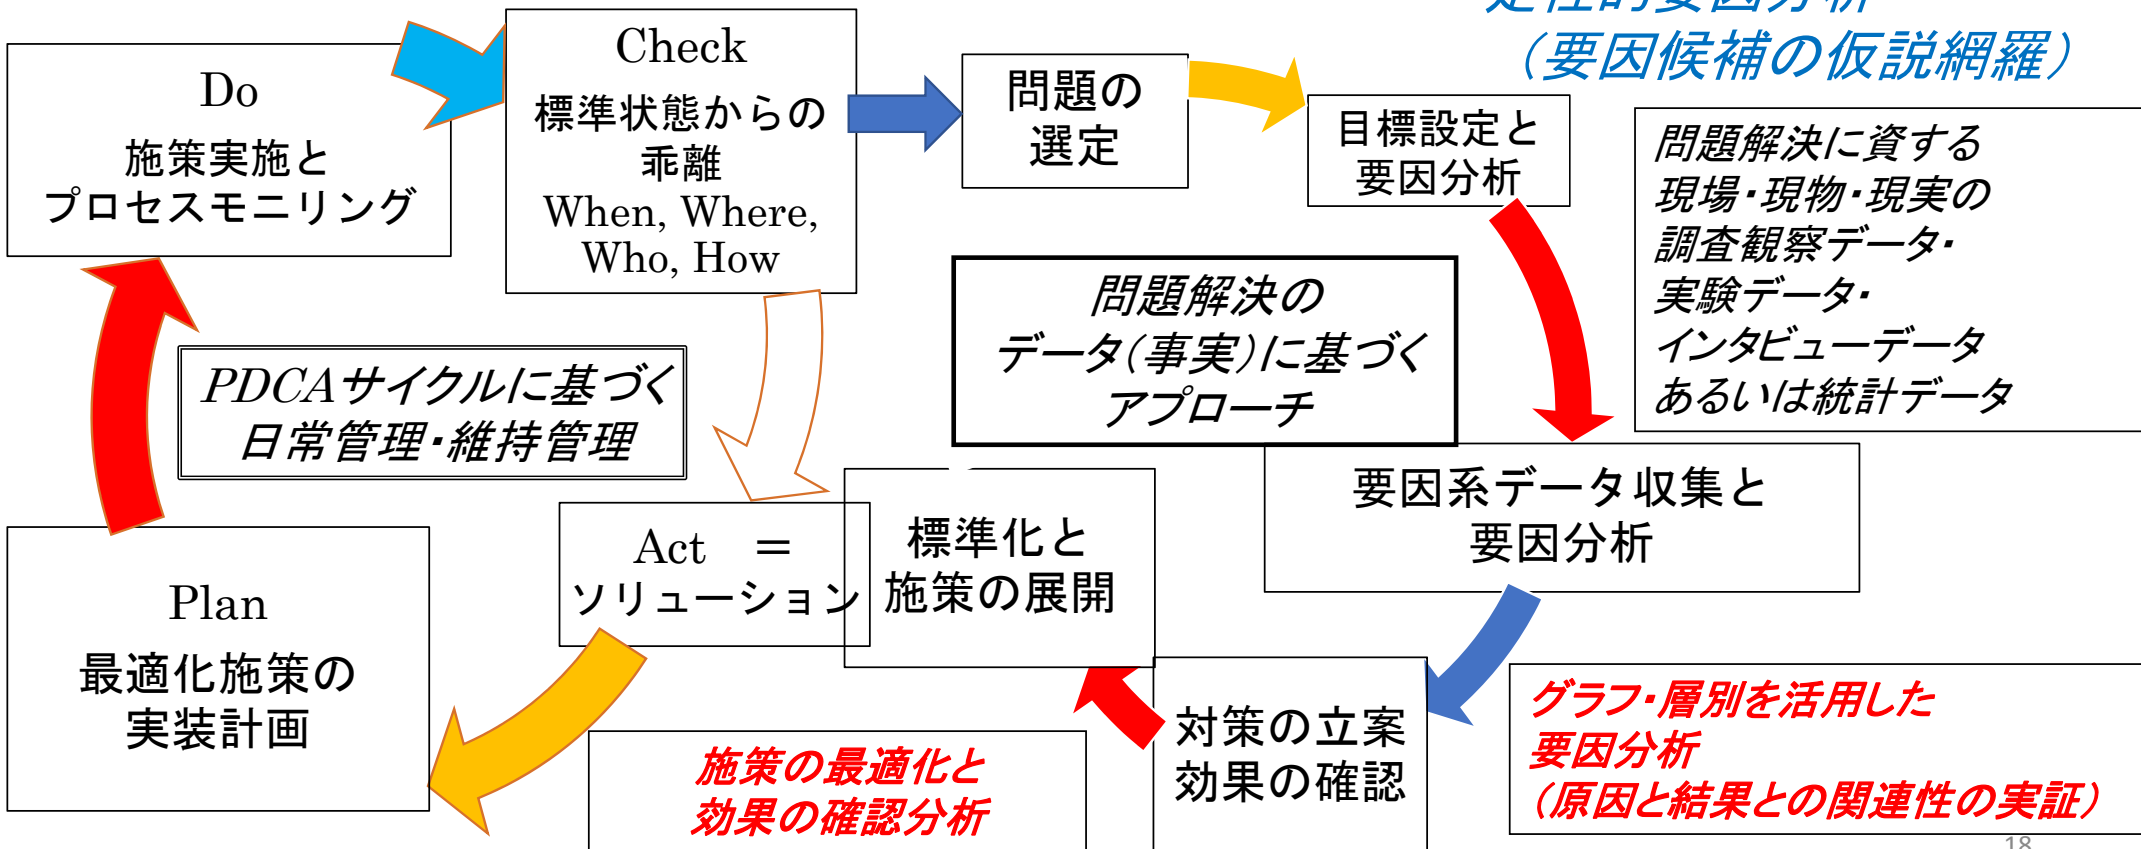 定性的要因分析
（要因候補の仮説網羅）
Do
施策実施と
プロセスモニリング
Check
標準状態からの
乖離
When, Where,
Who, How
問題の
選定
目標設定と
要因分析
問題解決に資する
現場・現物・現実の
調査観察データ・
実験データ・
インタビューデータ
あるいは統計データ
問題解決の
データ（事実）に基づく
アプローチ
PDCAサイクルに基づく
日常管理・維持管理
要因系データ収集と
要因分析
Act ＝
ソリューション
標準化と
施策の展開
Plan
最適化施策の
実装計画
対策の立案
効果の確認
施策の最適化と
効果の確認分析
グラフ・層別を活用した
要因分析
（原因と結果との関連性の実証）
18